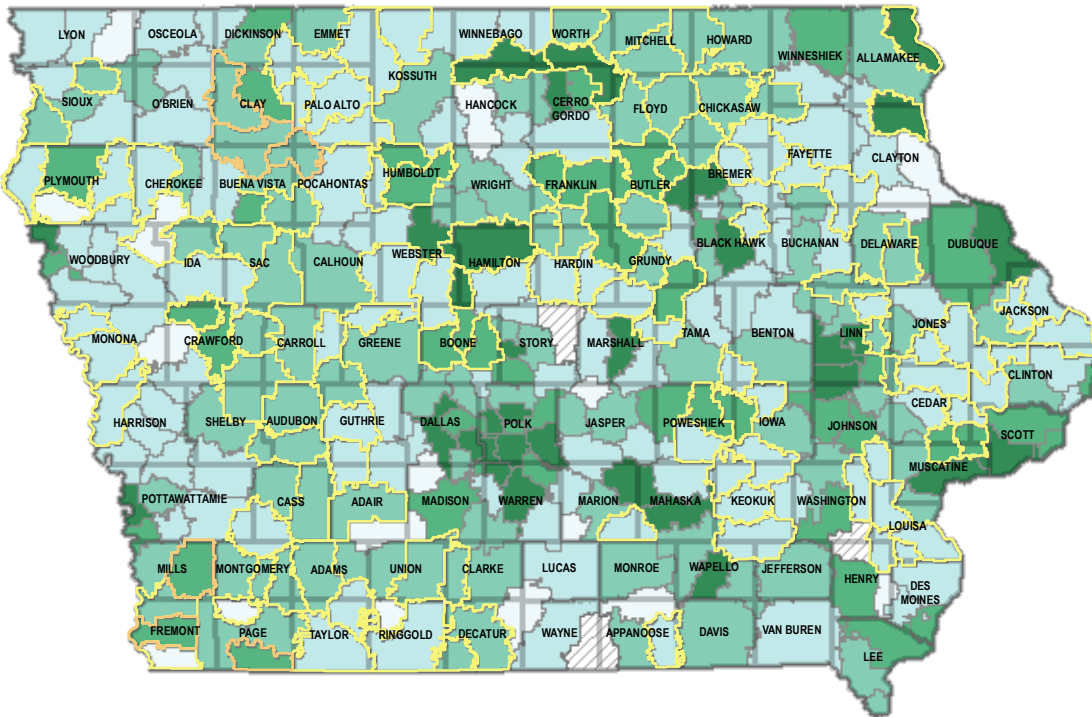 LYON
OSCEOLA
DICKINSON
EMMET
WINNEBAGO
WORTH
MITCHELL
HOWARD
WINNESHIEK
ALLAMAKEE
SIOUX
O'BRIEN
CLAY
PALO ALTO
KOSSUTH
HANCOCK
CERRO
GORDO
FLOYD
CHICKASAW
PLYMOUTH
CHEROKEE
BUENA VISTA
POCAHONTAS
HUMBOLDT
WRIGHT
FRANKLIN
BUTLER
BREMER
FAYETTE
CLAYTON
WOODBURY
IDA
SAC
CALHOUN
WEBSTER
HAMILTON
HARDIN
GRUNDY
BLACK HAWK
BUCHANAN
DELAWARE
DUBUQUE
MONONA
CRAWFORD
CARROLL
GREENE
BOONE
STORY
MARSHALL
TAMA
BENTON
LINN
JONES
JACKSON
CLINTON
HARRISON
SHELBY
AUDUBON
GUTHRIE
DALLAS
POLK
JASPER
POWESHIEK
IOWA
JOHNSON
CEDAR
SCOTT
MUSCATINE
POTTAWATTAMIE
CASS
ADAIR
MADISON
WARREN
MARION
MAHASKA
KEOKUK
WASHINGTON
LOUISA
MILLS
MONTGOMERY
ADAMS
UNION
CLARKE
LUCAS
MONROE
WAPELLO
JEFFERSON
HENRY
DES
MOINES
FREMONT
PAGE
TAYLOR
RINGGOLD
DECATUR
WAYNE
APPANOOSE
DAVIS
VAN BUREN
LEE